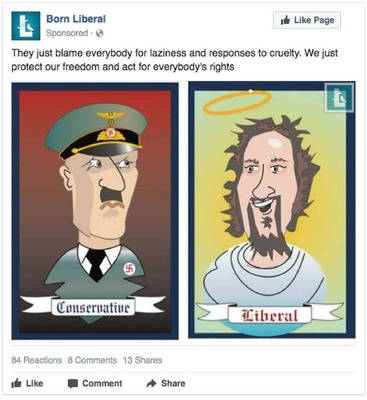 Born Liberal
Sponsored ·
Like Page
They just blame everybody for laziness and responses to cruelty. We just
protect our freedom and act for everybody's rights
Conservative
Liberal
84 Reactions 8 Comments 13 Shares
Like Comment Share